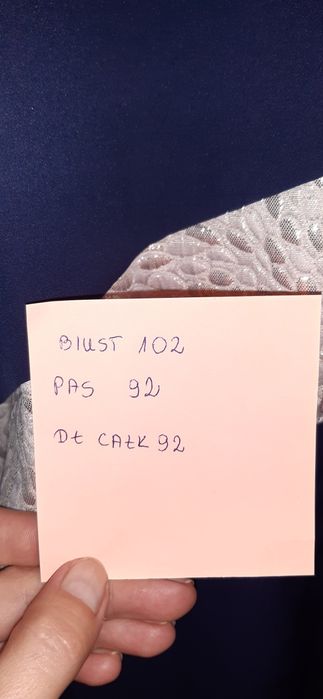 BIUST 102
PAS 92
Dł CAŁK 92